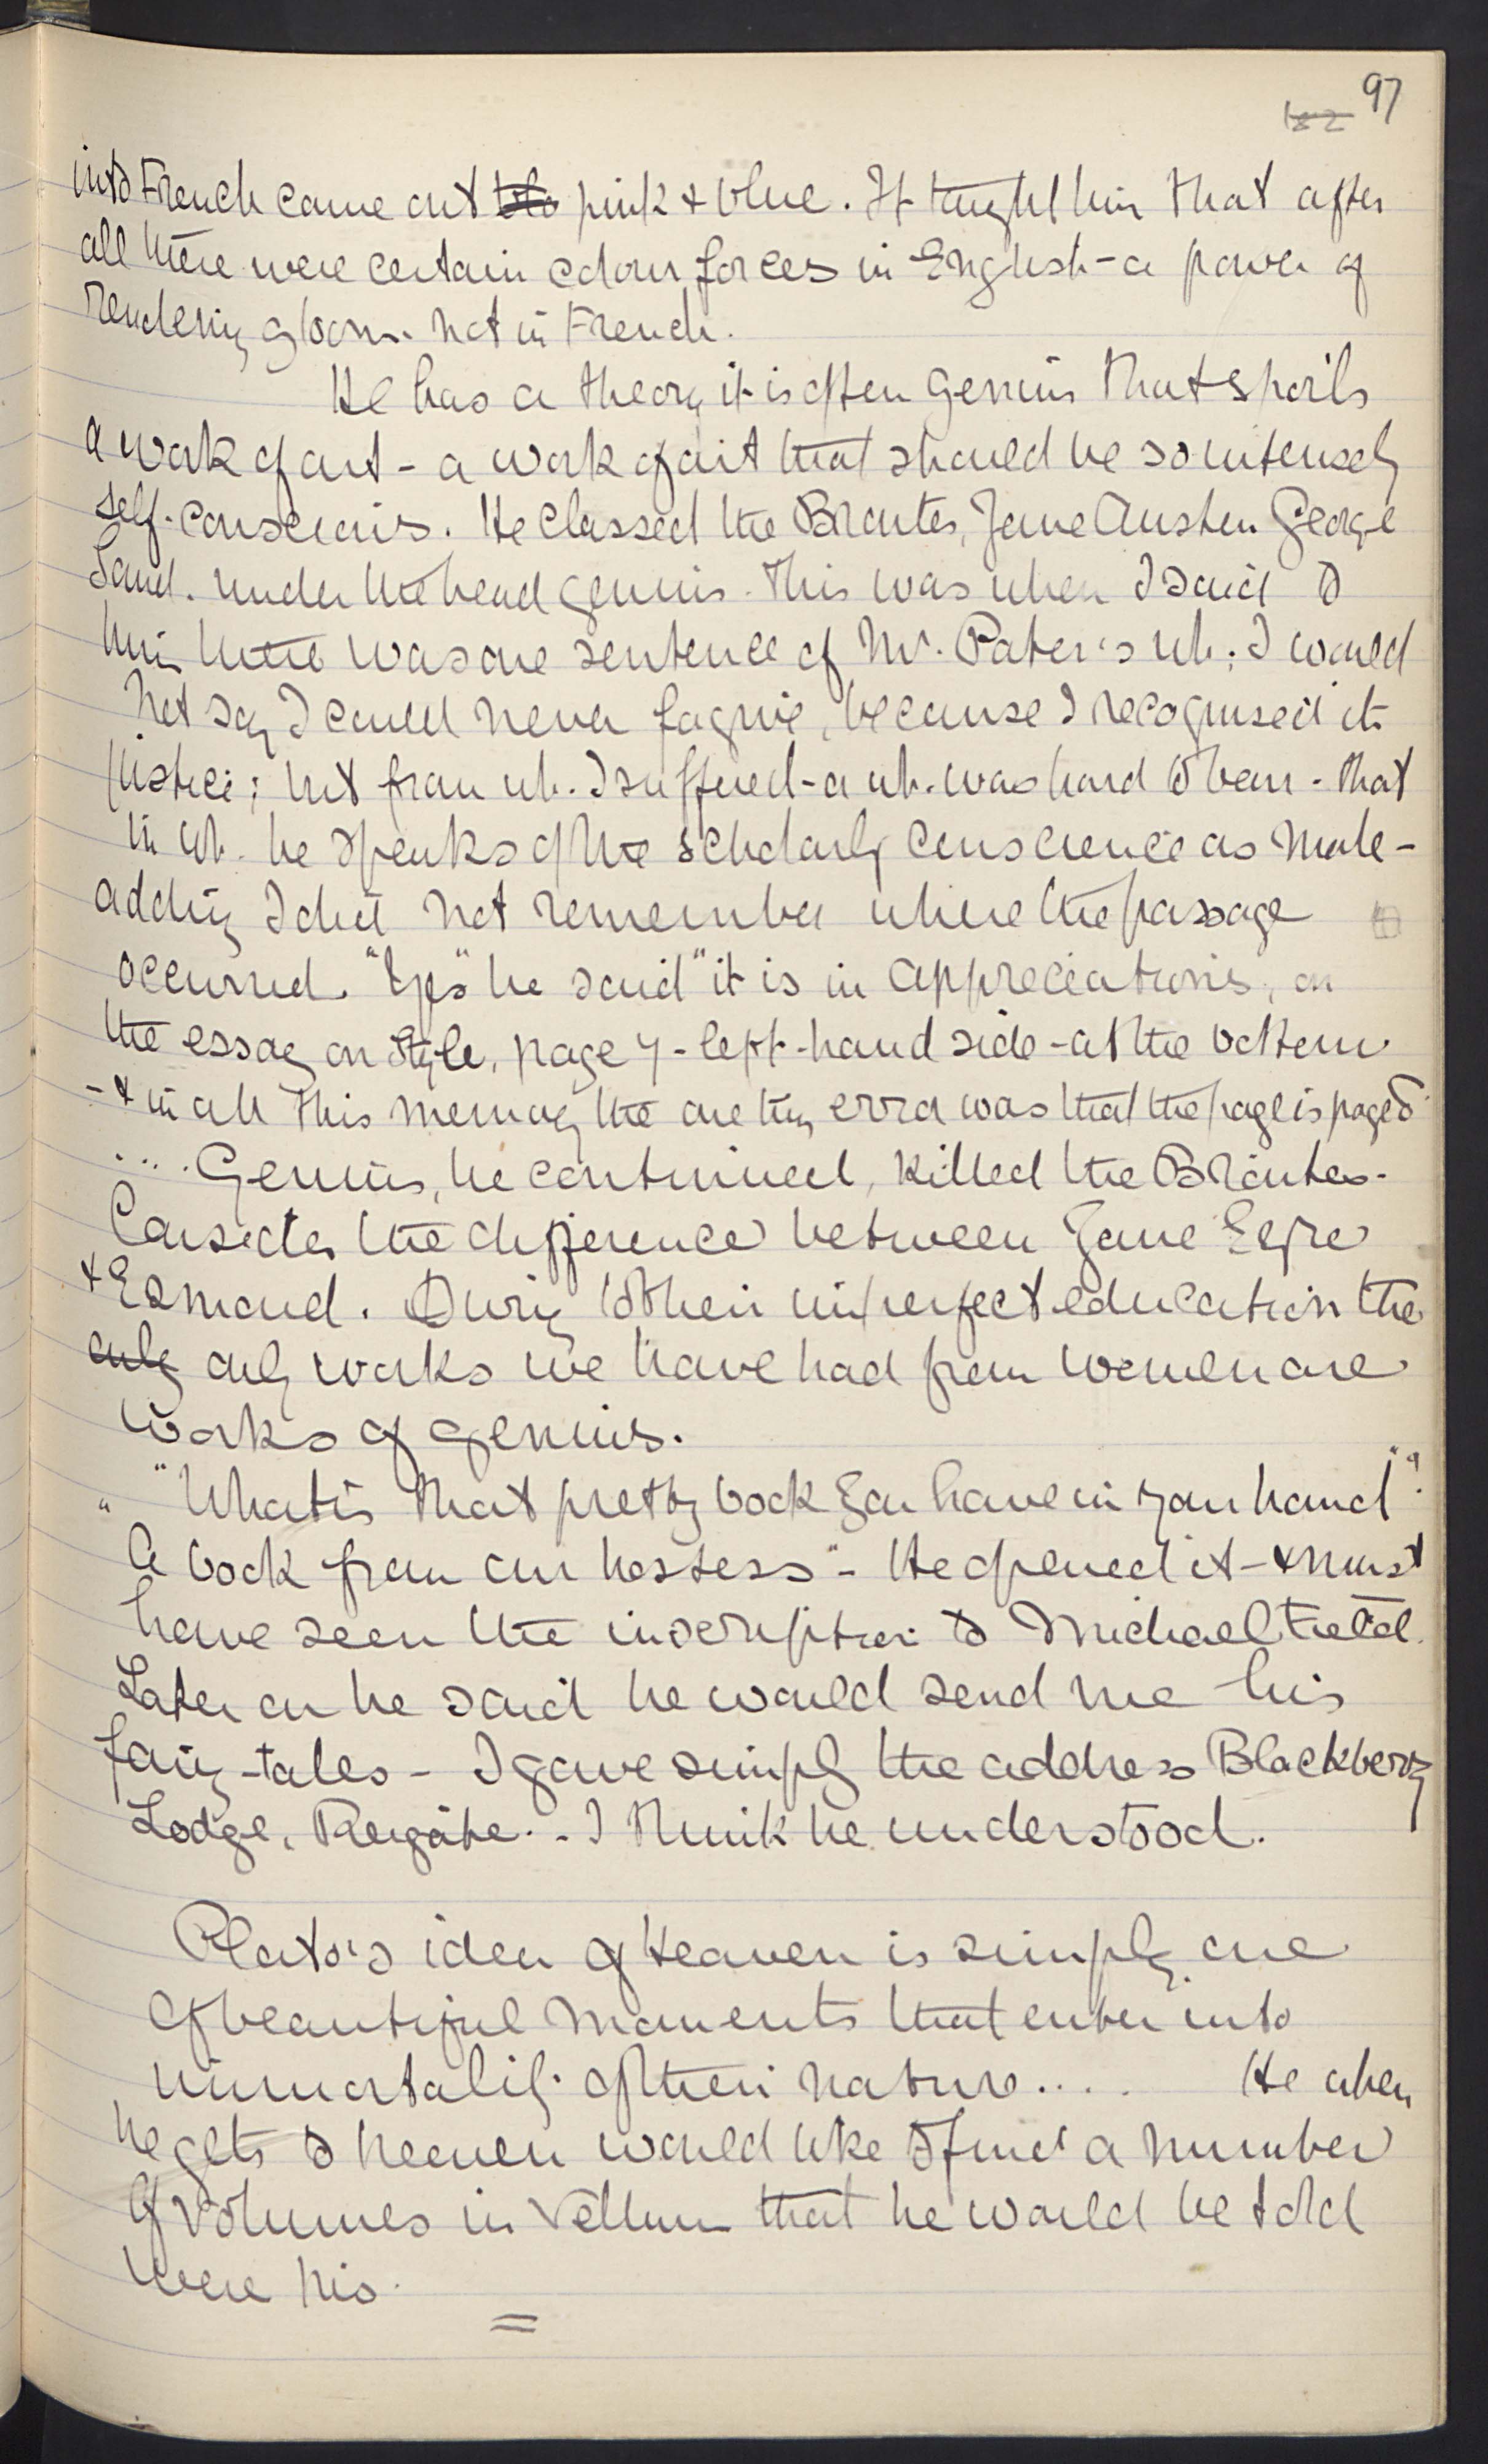 97
182
into French came out blo pink & blue. It taught him that after
all there were certain colour forces in English - a power of
rendering gloom not in French.
He has a theory it is often genius that spoils
a work of art - a work of art that should be so intensely
self-conscious. He classed the Brontes, Jane Austen George
Sand. under the head genius. This was when I said to
him there was one sentence of Mr. Pater's wh. I would
not say I could never forgive, because I recognised its
justice; but from wh. I suffered - a wh. was hard to bear - that
in wh. he speaks of the scholarly conscience as male -
adding I did not remember where the passage
occurred. "Yes" he said "it is in Appreciations, on
the essay on Style, page 7 - left-hand side - at the bottom
- & in all this memory the one tiny error was that the page is page 8
.... Genius, he continued, killed the Brontes.
Consider the difference between Jane Eyre
& Esmond. Owing to their imperfect education the
only only works we have had from women are
works of genius.
"What is that pretty book you have in your hand"?
"A book from our hostess" - He opened it - & must
have seen the inscription to Michael Field.
Later on he said he would send me his
fairy-tales - I gave simply the address Blackberry
Lodge, Reigate. - I think he understood.
Plato's idea of Heaven is simply one
of beautiful moments that enter into
immortality of their nature.... He when
he gets to heaven would like to find a number
of volumes in vellum that he would be told
were his.